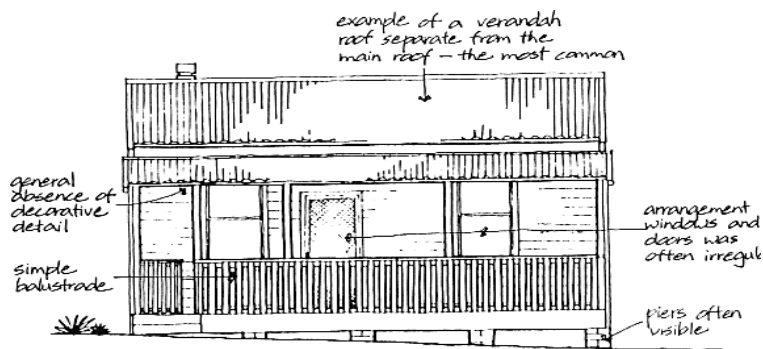 example of a verandah
roof separate from the
main roof - the most common
general
absence of
decorative
detail
simple
balustrade
arrangement
windows and
doors was
often irregul
piers often
visible